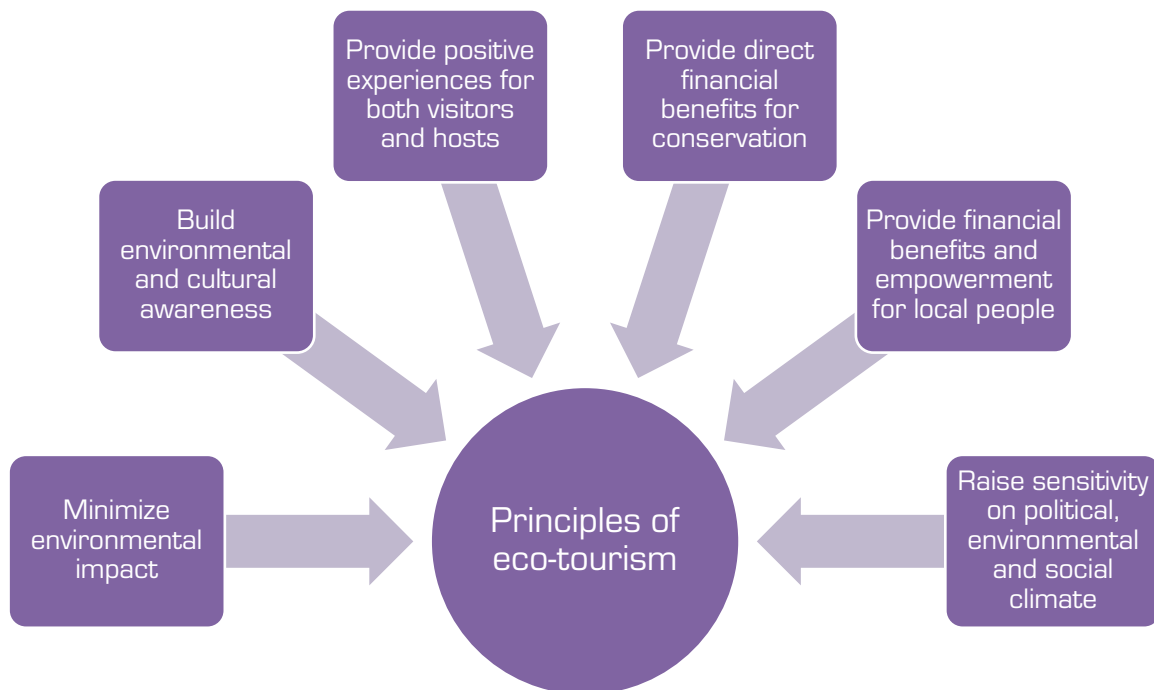 Minimize
environmental
impact
Build
environmental
and cultural
awareness
Provide positive
experiences for
both visitors
and hosts
Provide direct
financial
benefits for
conservation
Provide financial
benefits and
empowerment
for local people
Raise sensitivity
on political,
environmental
and social
climate
Principles of
eco-tourism